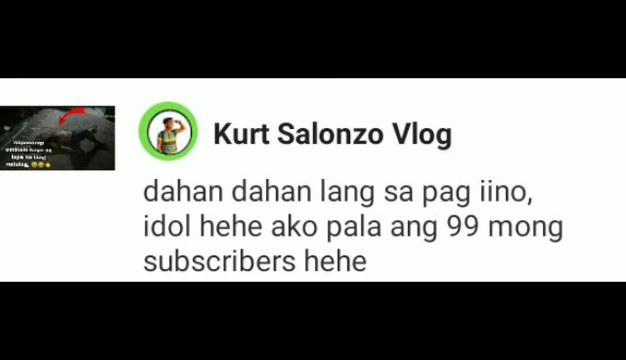 Kurt Salonzo Vlog
dahan dahan lang sa pag iino,
idol hehe ako pala ang 99 mong
subscribers hehe